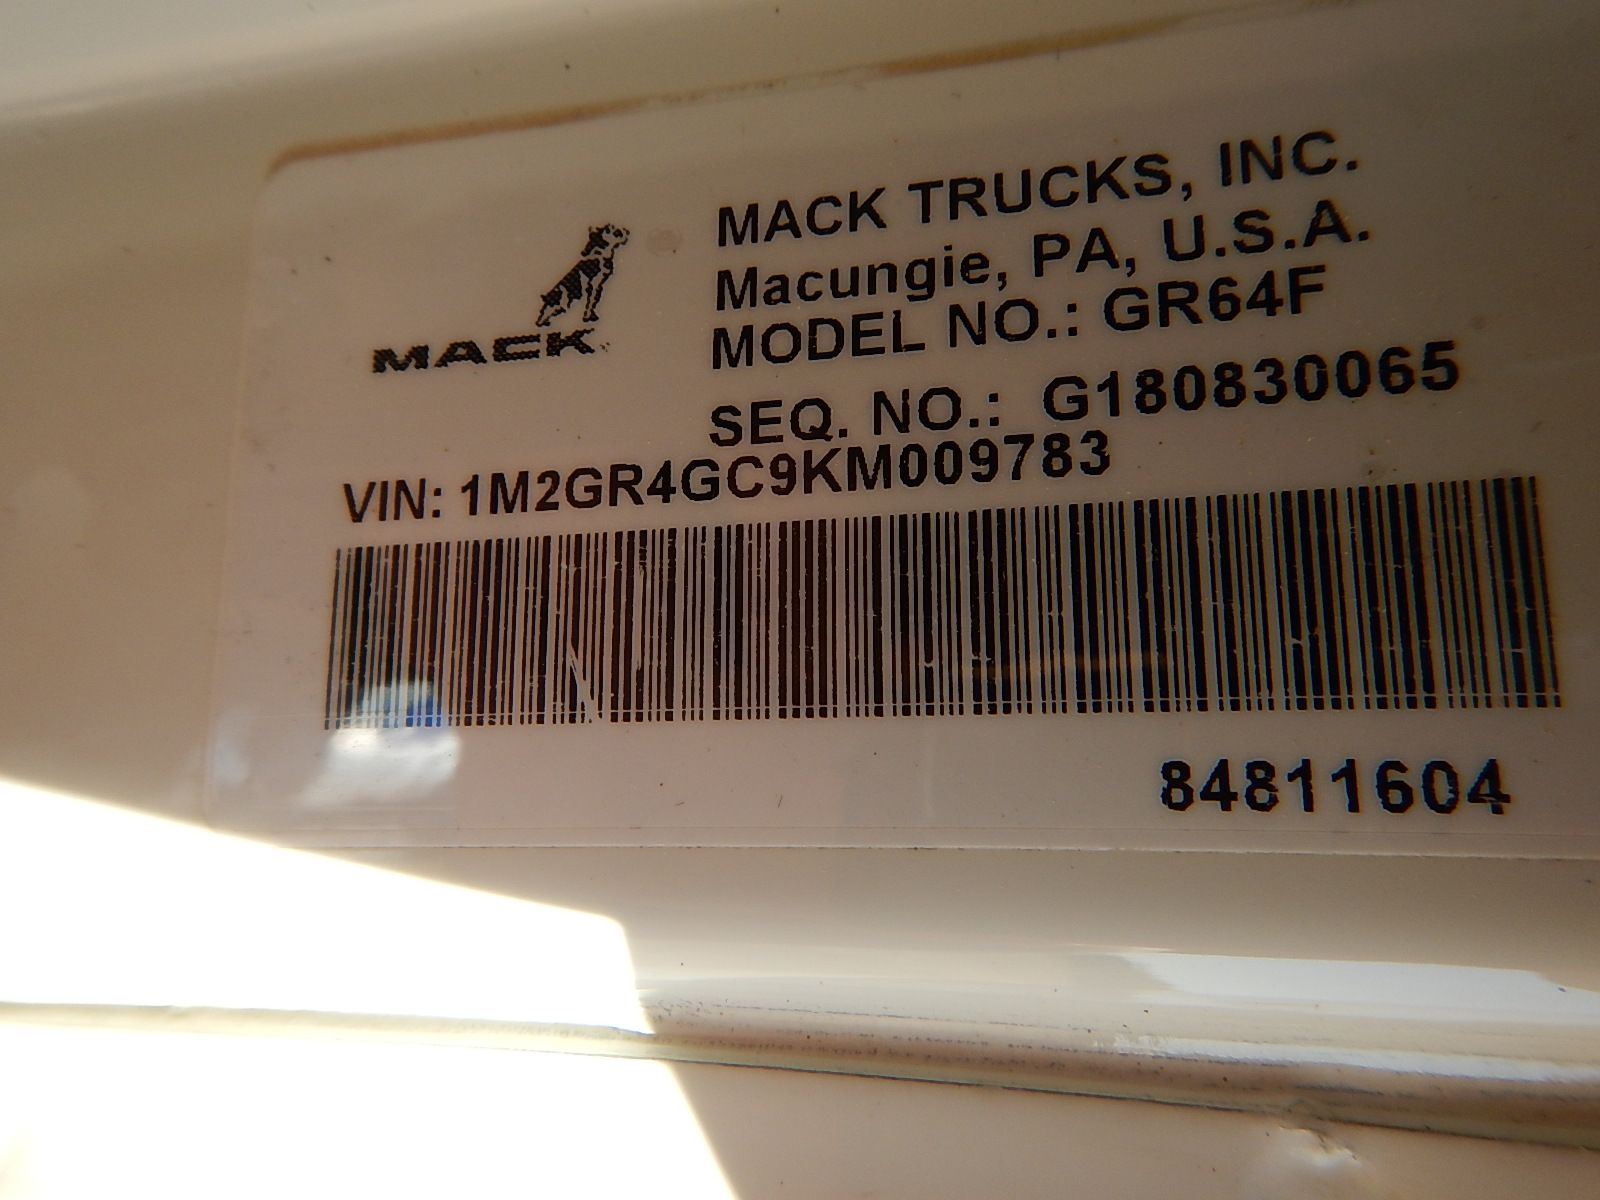 MACK
MACK TRUCKS, INC.
Macungie, PA, U.S.A.
MODEL NO.: GR64F
SEQ. NO.: G180830065
VIN: 1M2GR4GC9KM009783
84811604